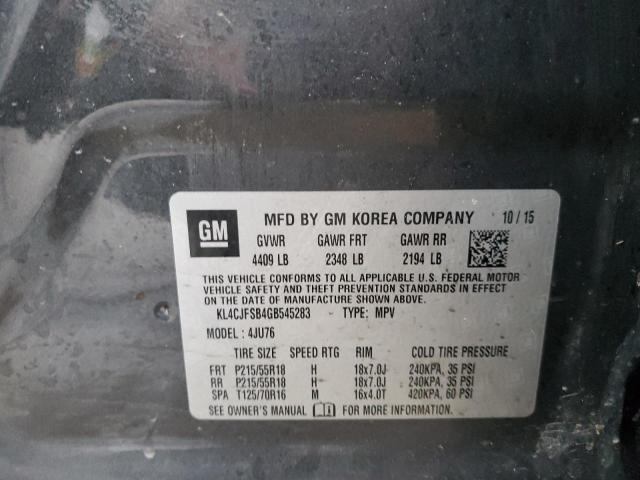 GM MFD BY GM KOREA COMPANY 10/15
GVWR GAWR FRT GAWR RR
4409 LB 2348 LB 2194 LB
THIS VEHICLE CONFORMS TO ALL APPLICABLE U.S. FEDERAL MOTOR
VEHICLE SAFETY AND THEFT PREVENTION STANDARDS IN EFFECT
ON THE DATE OF MANUFACTURE SHOWN ABOVE.
KL4CJFSB4GB545283 TYPE: MPV
MODEL: 4JU76
TIRE SIZE SPEED RTG RIM COLD TIRE PRESSURE
FRT P215/55R18 H 18x7.0J 240KPA, 35 PSI
RR P215/55R18 H 18x7.0J 240KPA, 35 PSI
SPA T125/70R16 M 16x4.0T 420KPA, 60 PSI
SEE OWNER'S MANUAL FOR MORE INFORMATION.